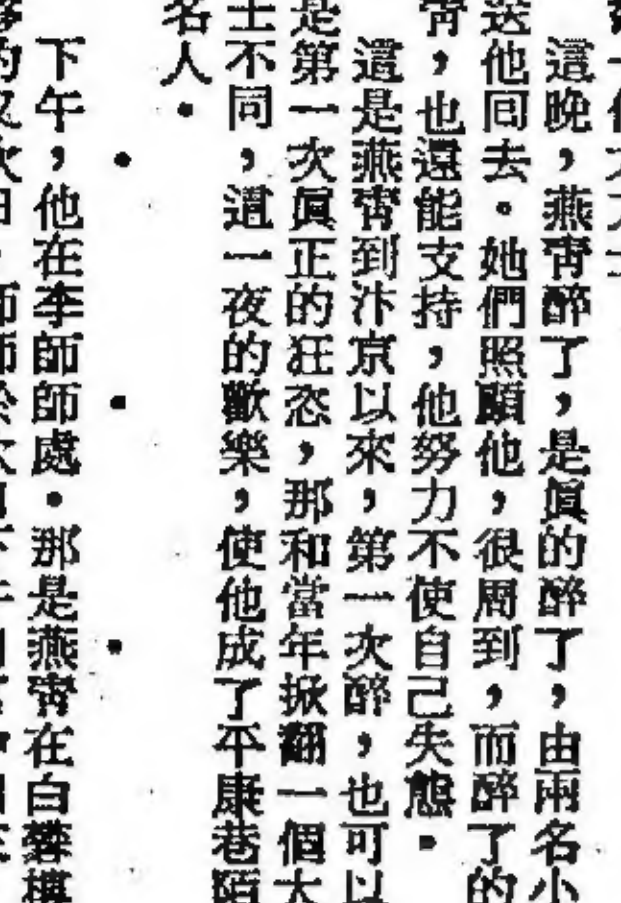 這晚，燕青醉了，是眞的醉了，由兩名小
送他回去。她們照顧他，很周到，而醉了的
青，也還能支持，他努力不使自己失態。
這是燕青到汴京以來，第一次醉，也可以
是第一次眞正的狂恣，那和當年掀翻一個大
士不同，這一夜的歡樂，使他成了平康巷陌
名人。
下午，他在李師師處。那是燕青在白礬樓